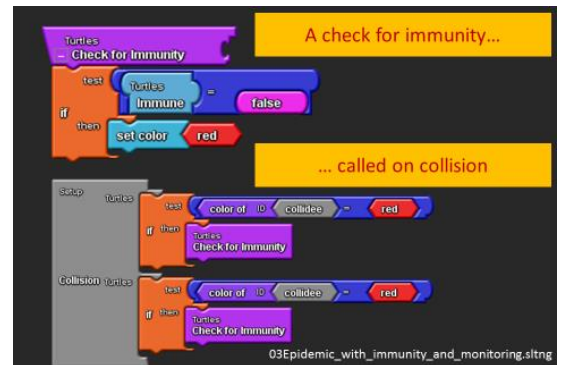 A check for immunity…
Turtles
Check for Immunity
test
Turtles
Immune
=
false
if
then
set color
red
… called on collision
Setup
Turtles
test
color of
ID
collidee
=
red
if
then
Turtles
Check for Immunity
Collision
Turtles
test
color of
ID
collidee
=
red
if
then
Turtles
Check for Immunity
03Epidemic_with_immunity_and_monitoring.sltng